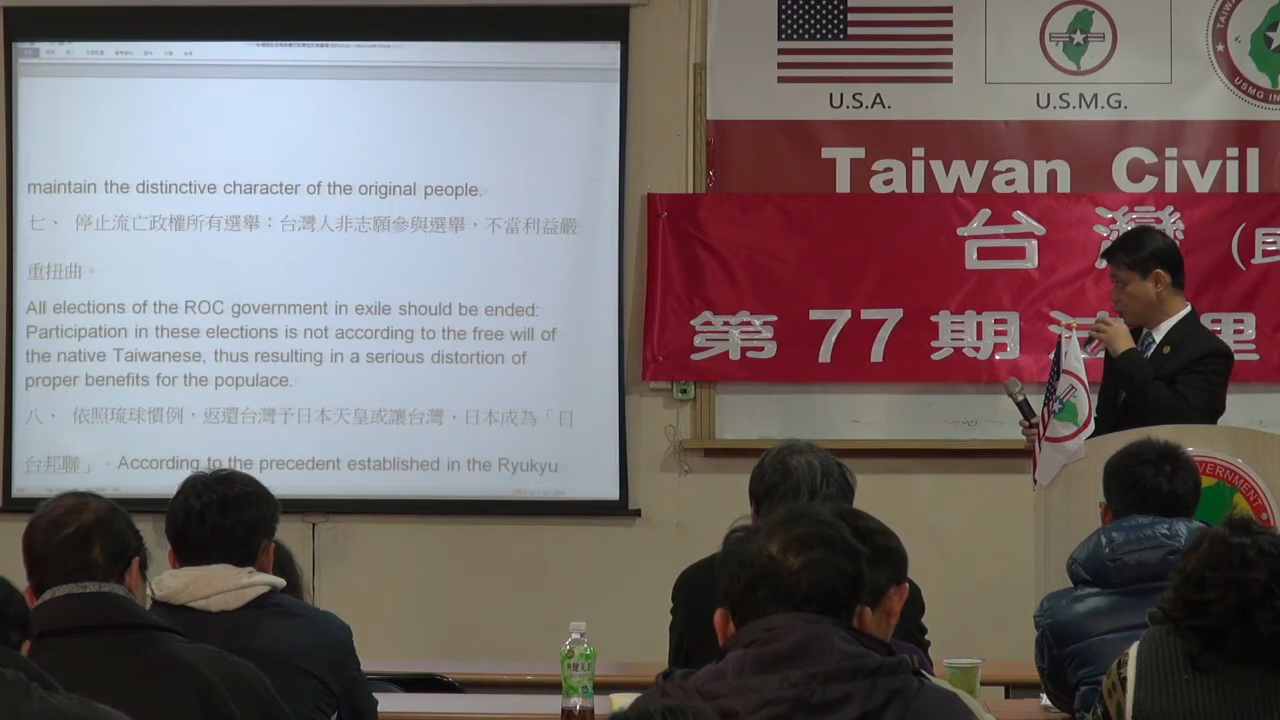 maintain the distinctive character of the original people.
七、 停止流亡政權所有選舉：台灣人非志願參與選舉，不當利益嚴
重扭曲。
All elections of the ROC government in exile should be ended:
Participation in these elections is not according to the free will of
the native Taiwanese, thus resulting in a serious distortion of
proper benefits for the populace.
八、 依照琉球慣例，返還台灣予日本天皇或讓台灣、日本成為「日
台邦聯」。According to the precedent established in the Ryukyu
U.S.A.
U.S.M.G.
USMG IN
Taiwan Civil
台灣
第 77 期 法理
VERNMENT